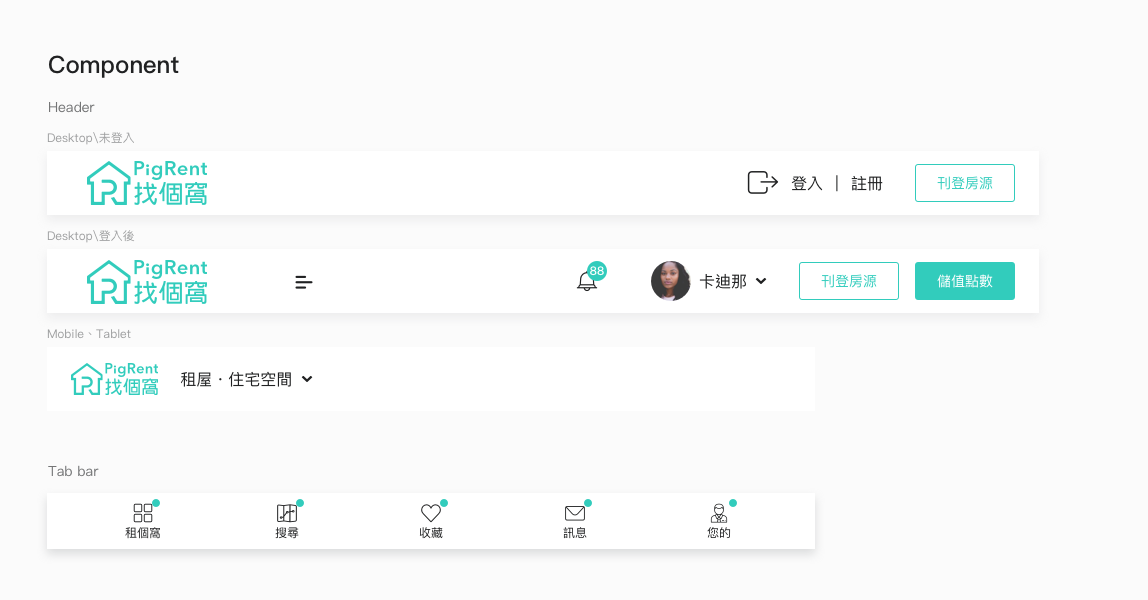 Component
Header
Desktop\未登入
PigRent
找個窩
登入 | 註冊
刊登房源
Desktop\登入後
PigRent
找個窩
88
卡迪那
刊登房源
儲值點數
Mobile、Tablet
PigRent
找個窩
租屋．住宅空間
Tab bar
租個窩
搜尋
收藏
訊息
您的